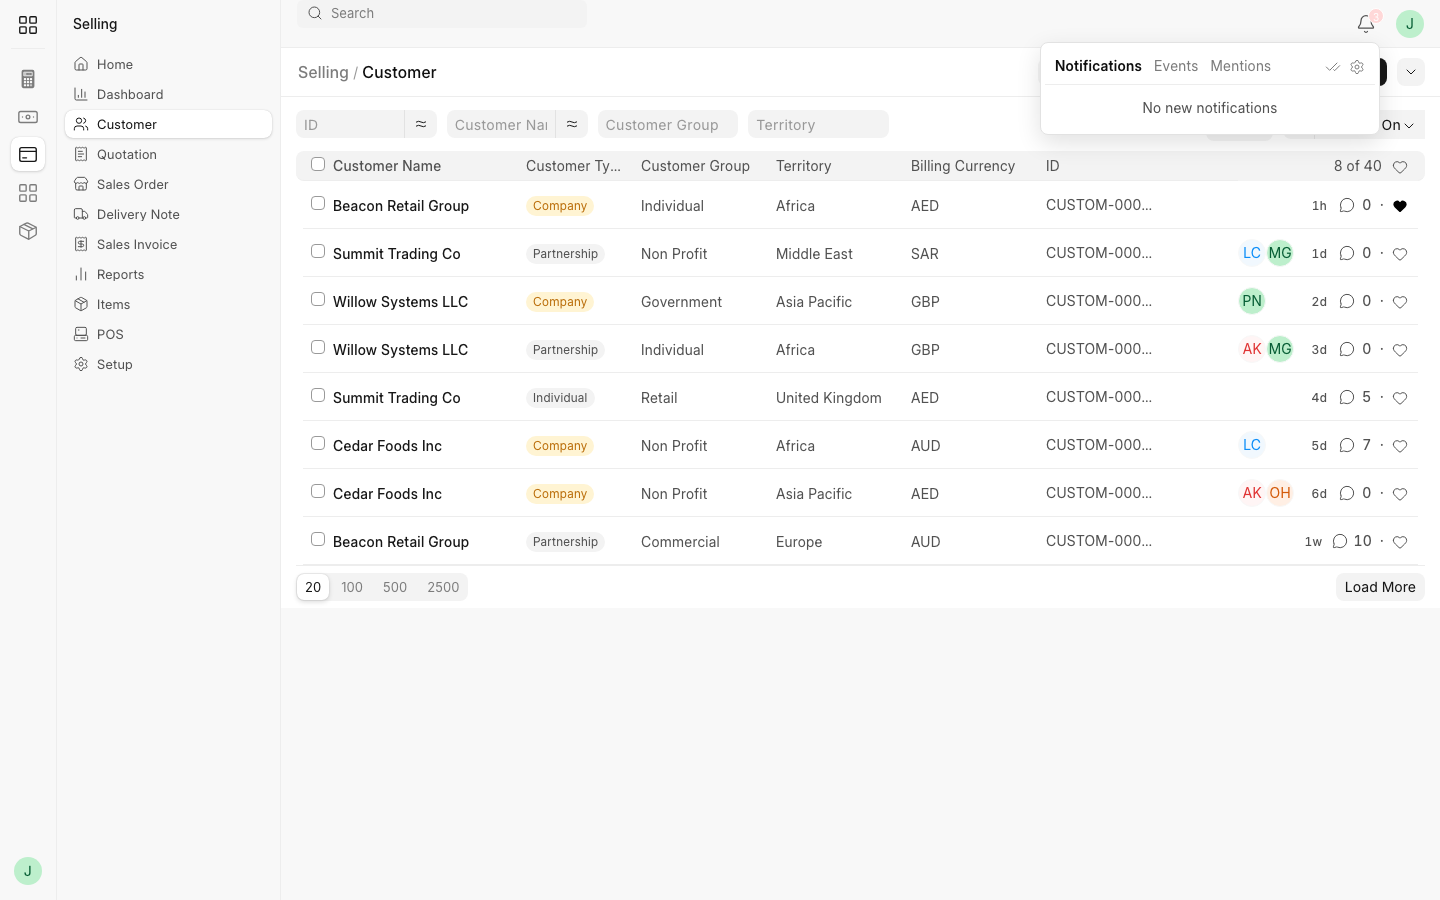 Selling
Search
J
Home
Dashboard
Customer
Quotation
Sales Order
Delivery Note
Sales Invoice
Reports
Items
POS
Setup
J
Selling / Customer
Notifications Events Mentions
No new notifications
ID ≈ Customer Nar ≈ Customer Group Territory On
Customer Name Customer Ty... Customer Group Territory Billing Currency ID 8 of 40
Beacon Retail Group Company Individual Africa AED CUSTOM-000... 1h 0 ·
Summit Trading Co Partnership Non Profit Middle East SAR CUSTOM-000... LC MG 1d 0 ·
Willow Systems LLC Company Government Asia Pacific GBP CUSTOM-000... PN 2d 0 ·
Willow Systems LLC Partnership Individual Africa GBP CUSTOM-000... AK MG 3d 0 ·
Summit Trading Co Individual Retail United Kingdom AED CUSTOM-000... 4d 5 ·
Cedar Foods Inc Company Non Profit Africa AUD CUSTOM-000... LC 5d 7 ·
Cedar Foods Inc Company Non Profit Asia Pacific AED CUSTOM-000... AK OH 6d 0 ·
Beacon Retail Group Partnership Commercial Europe AUD CUSTOM-000... 1w 10 ·
20 100 500 2500 Load More